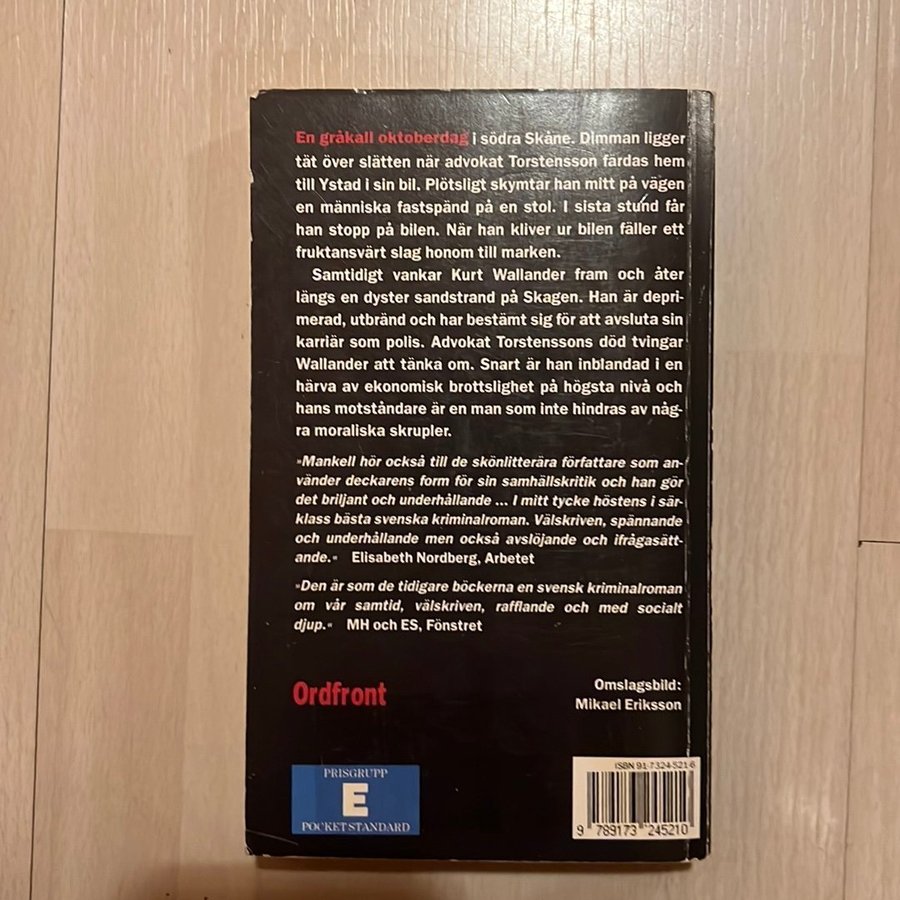 En gråkall oktoberdag i södra Skåne. Dimman ligger
tät över slätten när advokat Torstensson färdas hem
till Ystad i sin bil. Plötsligt skymtar han mitt på vägen
en människa fastspänd på en stol. I sista stund får
han stopp på bilen. När han kliver ur bilen fäller ett
fruktansvärt slag honom till marken.
Samtidigt vankar Kurt Wallander fram och åter
längs en dyster sandstrand på Skagen. Han är depri-
merad, utbränd och har bestämt sig för att avsluta sin
karriär som polis. Advokat Torstenssons död tvingar
Wallander att tänka om. Snart är han inblandad i en
härva av ekonomisk brottslighet på högsta nivå och
hans motståndare är en man som inte hindras av någ-
ra moraliska skrupler.
»Mankell hör också till de skönlitterära författare som an-
vänder deckarens form för sin samhällskritik och han gör
det briljant och underhållande ... I mitt tycke höstens i sär-
klass bästa svenska kriminalroman. Välskriven, spännande
och underhållande men också avslöjande och ifrågasätt-
ande.« Elisabeth Nordberg, Arbetet
»Den är som de tidigare böckerna en svensk kriminalroman
om vår samtid, välskriven, rafflande och med socialt
djup.« MH och ES, Fönstret
Ordfront
Omslagsbild:
Mikael Eriksson
PRISGRUPP
E
POCKETSTANDARD
ISBN 91-7324-521-6
9 789173 245210